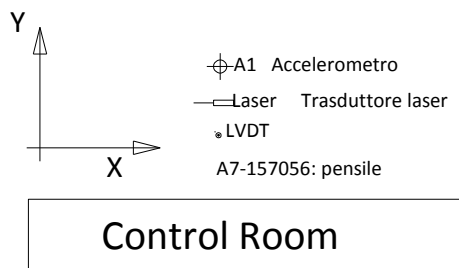 Y
A1 Accelerometro
Laser Trasduttore laser
LVDT
X
A7-157056: pensile
Control Room